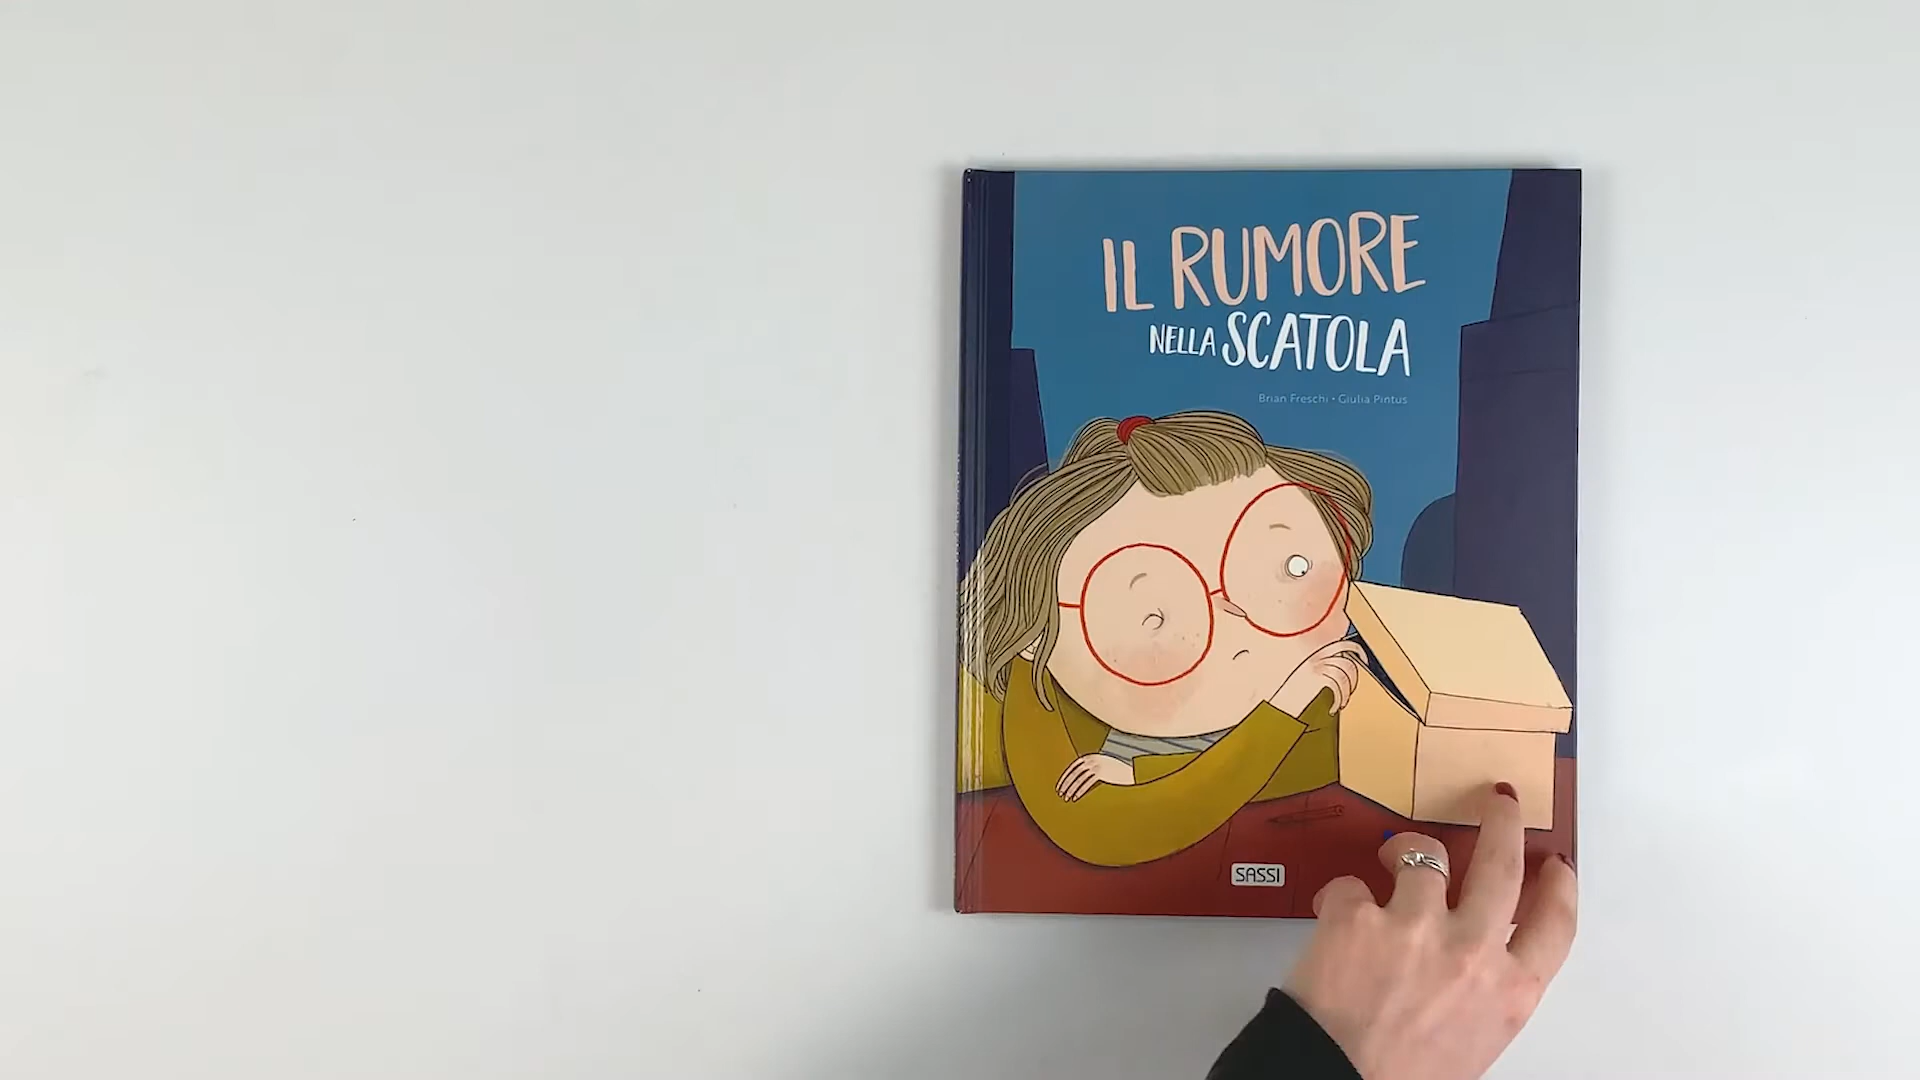 IL RUMORE
NELLA SCATOLA
Brian Freschi • Giulia Pintus
SASSI